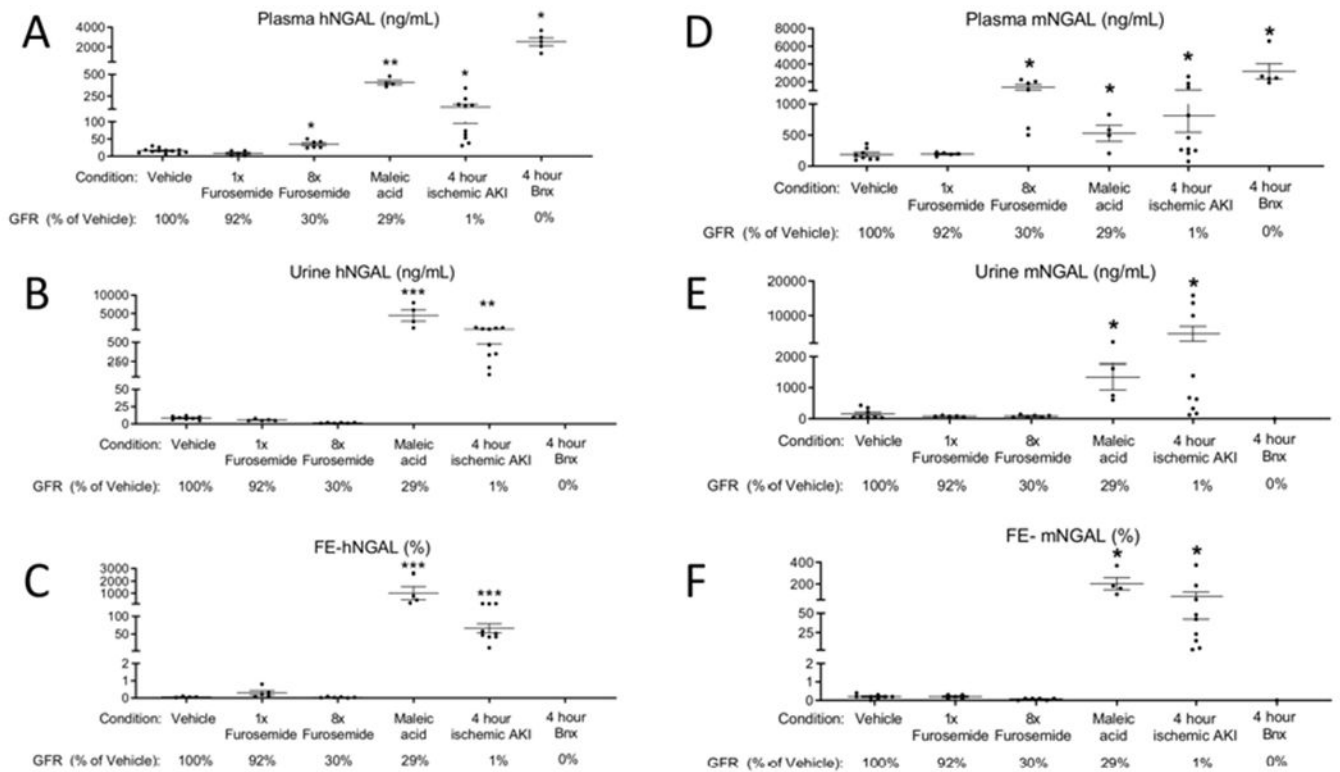 A
Plasma hNGAL (ng/mL)
4000
2000
500
250
100
50
0
*
**
*
*
Condition: Vehicle 1x Furosemide 8x Furosemide Maleic acid 4 hour ischemic AKI 4 hour Bnx
GFR (% of Vehicle): 100% 92% 30% 29% 1% 0%
B
Urine hNGAL (ng/mL)
10000
5000
500
250
50
25
0
***
**
Condition: Vehicle 1x Furosemide 8x Furosemide Maleic acid 4 hour ischemic AKI 4 hour Bnx
GFR (% of Vehicle): 100% 92% 30% 29% 1% 0%
C
FE-hNGAL (%)
3000
2000
1000
100
50
2
1
0
***
***
Condition: Vehicle 1x Furosemide 8x Furosemide Maleic acid 4 hour ischemic AKI 4 hour Bnx
GFR (% of Vehicle): 100% 92% 30% 29% 1% 0%
D
Plasma mNGAL (ng/mL)
8000
6000
4000
2000
1000
500
0
*
*
*
*
Condition: Vehicle 1x Furosemide 8x Furosemide Maleic acid 4 hour ischemic AKI 4 hour Bnx
GFR (% of Vehicle): 100% 92% 30% 29% 1% 0%
E
Urine mNGAL (ng/mL)
20000
10000
2000
1000
0
*
*
Condition: Vehicle 1x Furosemide 8x Furosemide Maleic acid 4 hour ischemic AKI 4 hour Bnx
GFR (% of Vehicle): 100% 92% 30% 29% 1% 0%
F
FE- mNGAL (%)
400
200
50
25
2
1
0
*
*
Condition: Vehicle 1x Furosemide 8x Furosemide Maleic acid 4 hour ischemic AKI 4 hour Bnx
GFR (% of Vehicle): 100% 92% 30% 29% 1% 0%